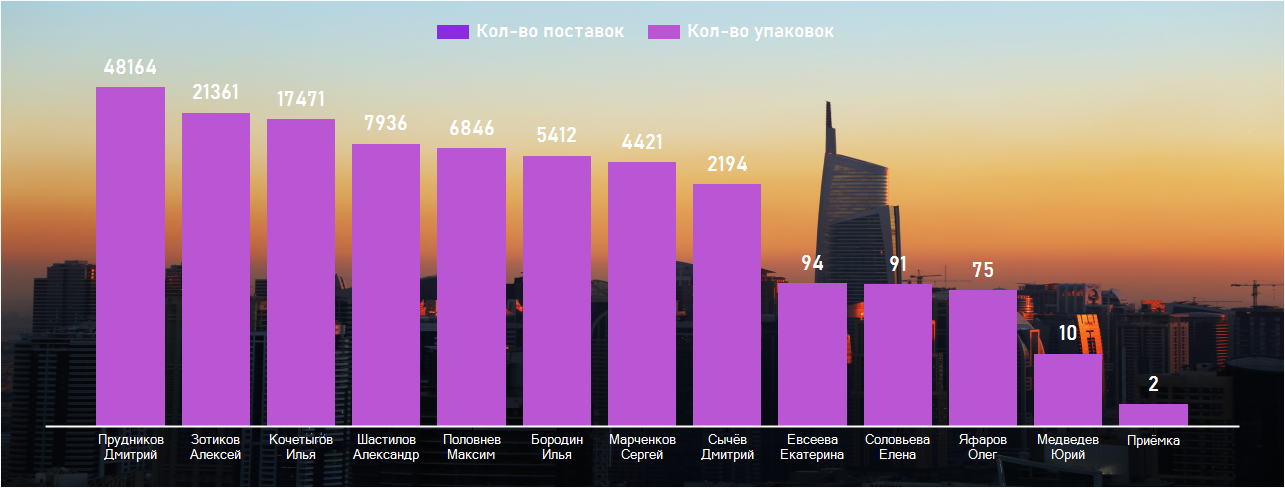 Кол-во поставок Кол-во упаковок
48164 21361 17471 7936 6846 5412 4421 2194 94 91 75 10 2
Прудников Зотиков Кочетыгов Шастилов Половнев Бородин Марченков Сычёв Евсеева Соловьева Яфаров Медведев Приёмка
Дмитрий Алексей Илья Александр Максим Илья Сергей Дмитрий Екатерина Елена Олег Юрий